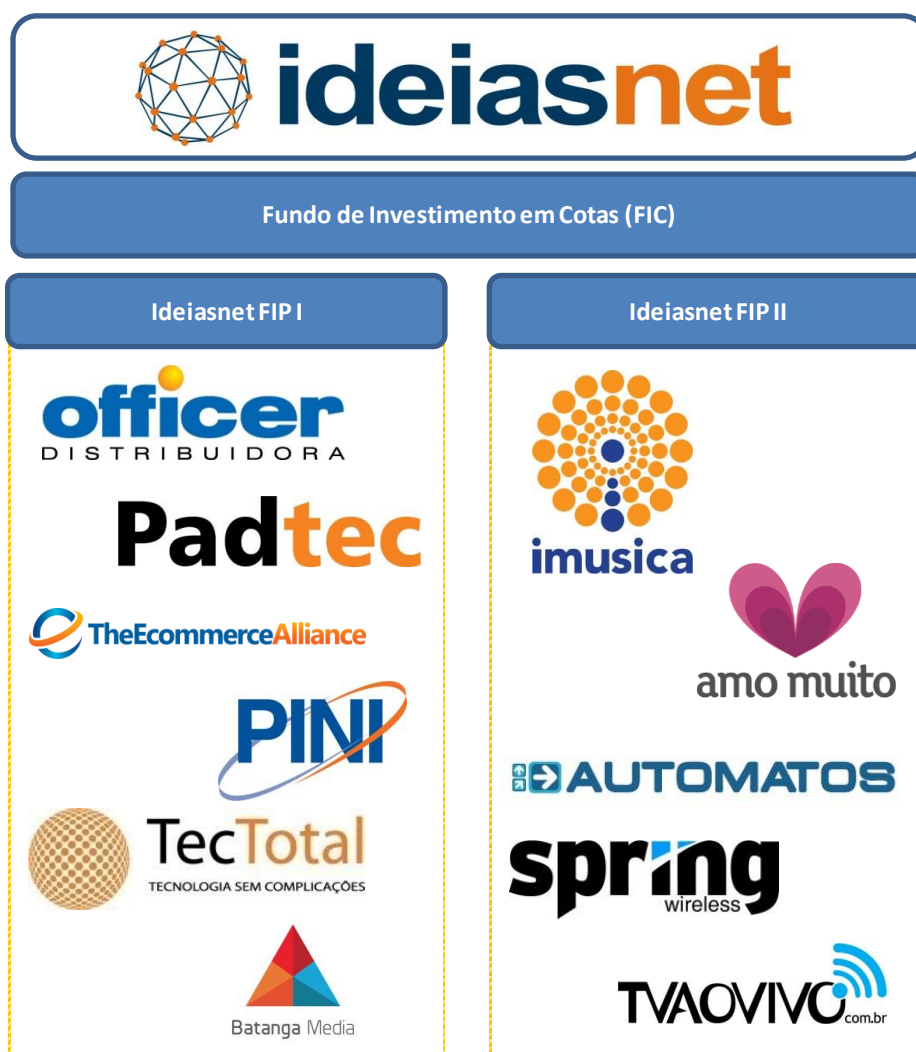 ideiasnet
Fundo de Investimento em Cotas (FIC)
Ideiasnet FIP I
officer
DISTRIBUIDORA
Padtec
TheEcommerceAlliance
PINI
TecTotal
TECNOLOGIA SEM COMPLICAÇÕES
Batanga Media
Ideiasnet FIP II
imusica
amo muito
AUTOMATOS
spring
wireless
TVAOVIVO.com.br